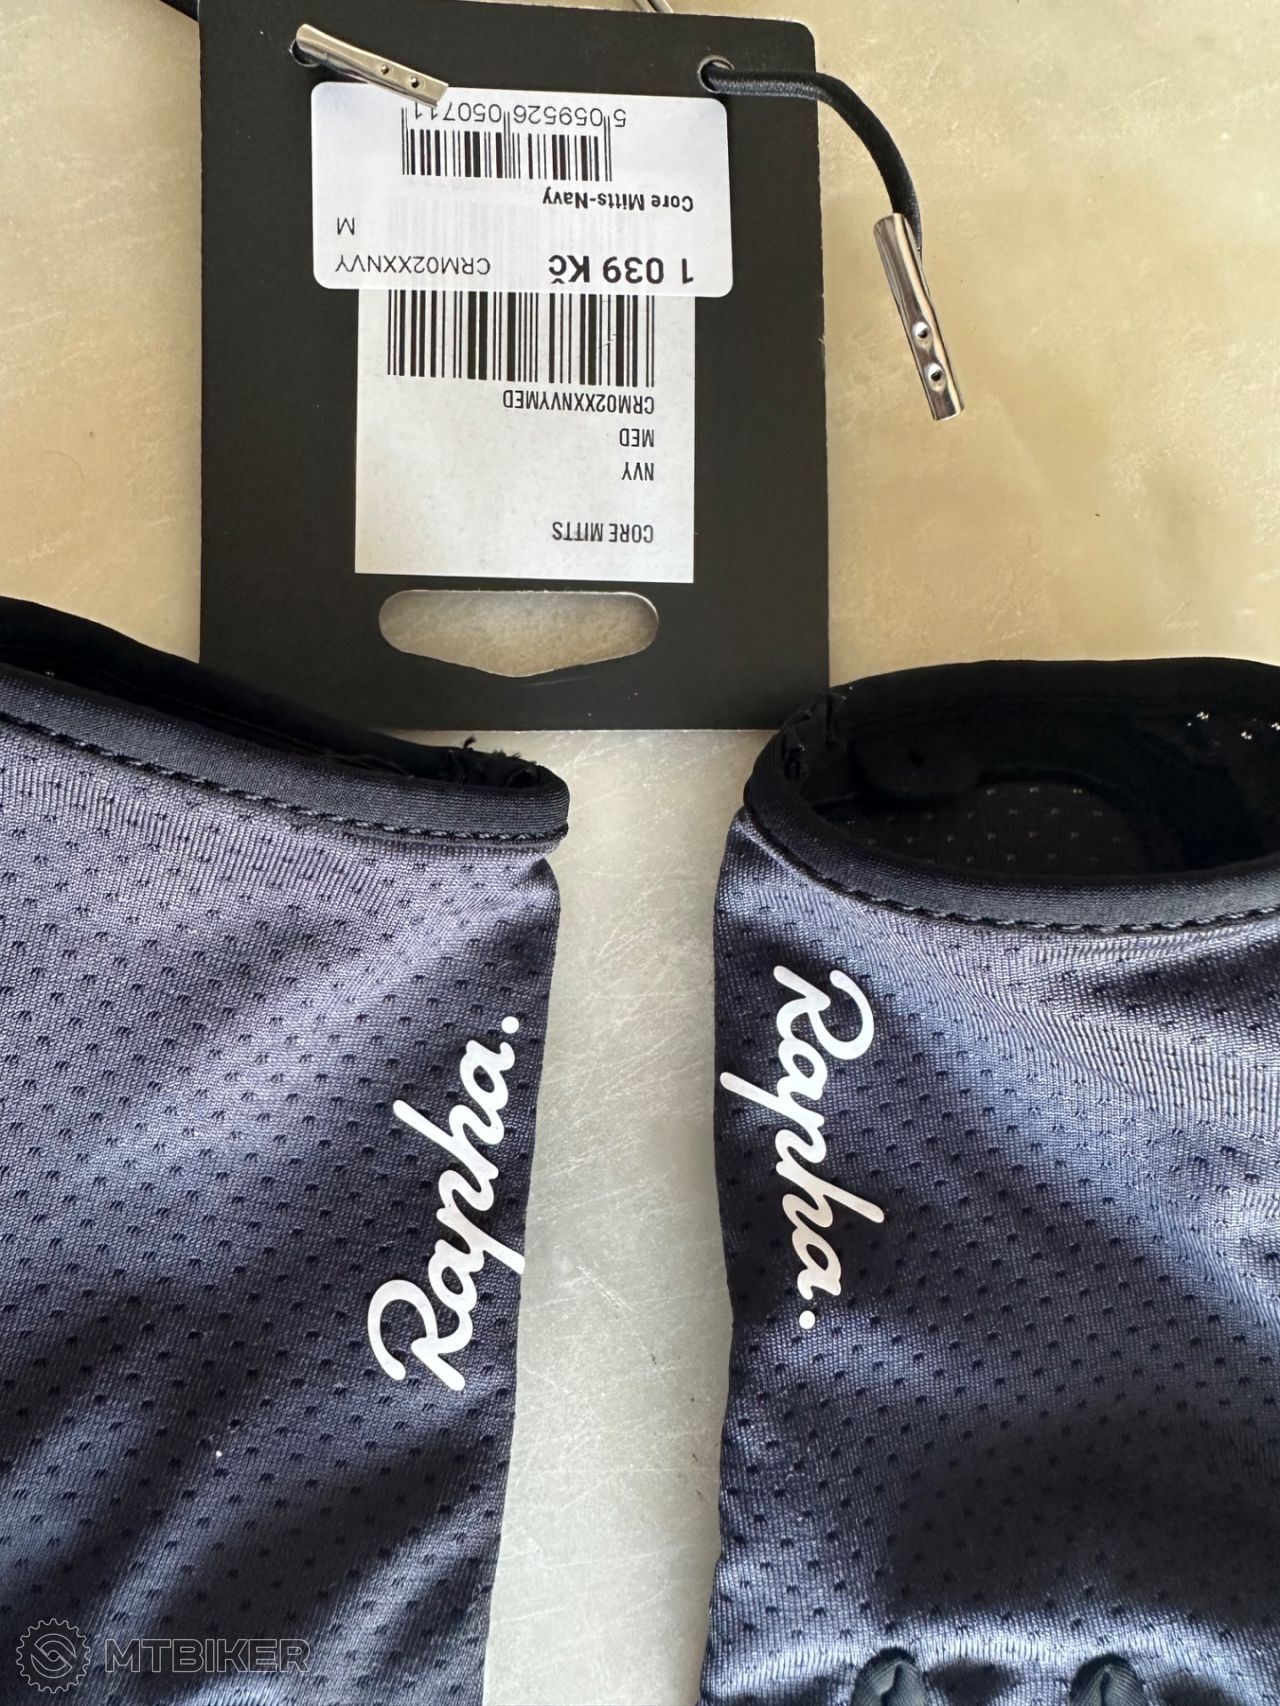 CORE MITTS
NVY
MED
CRM02XXNVYMED
1 039 Kč
CRM02XXNVY
M
Core Mitts-Navy
5 059526 050711
Rapha.
Rapha.
MTBIKER